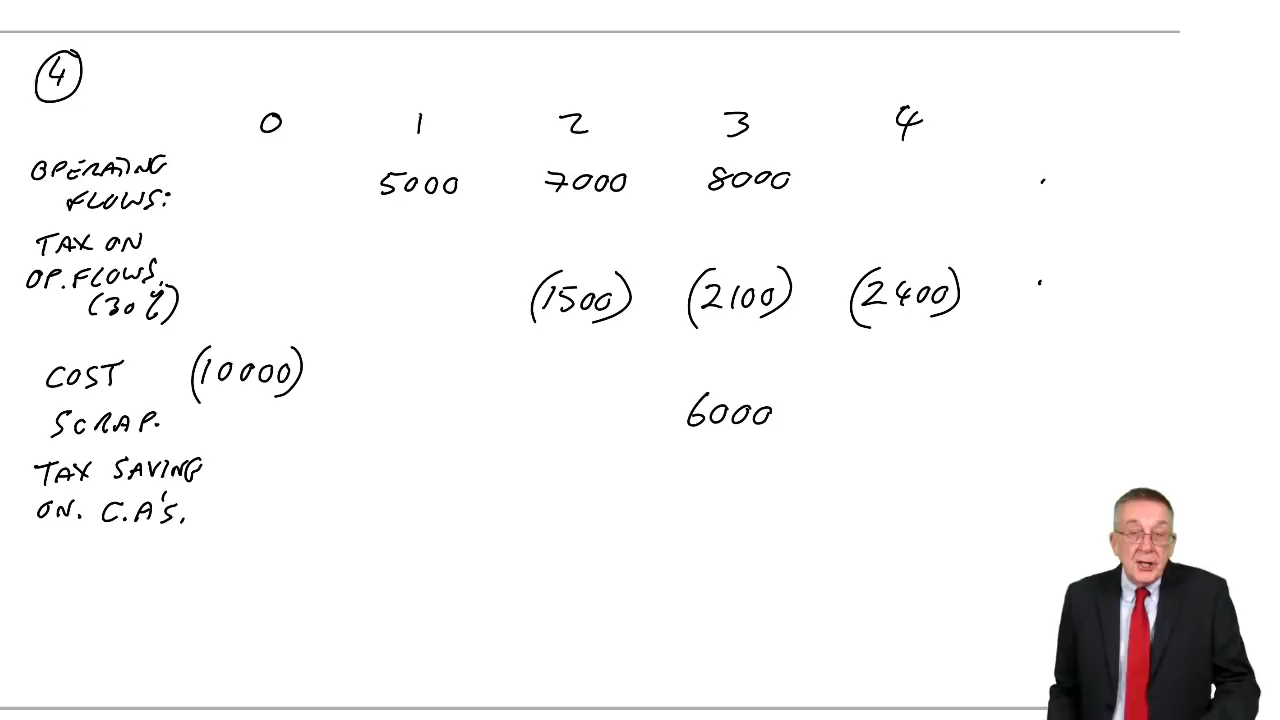 4
0 1 2 3 4
OPERATING
FLOWS: 5000 7000 8000
TAX ON
OP. FLOWS.
(30%) (1500) (2100) (2400)
COST (10000)
SCRAP. 6000
TAX SAVING
ON. C.A's.